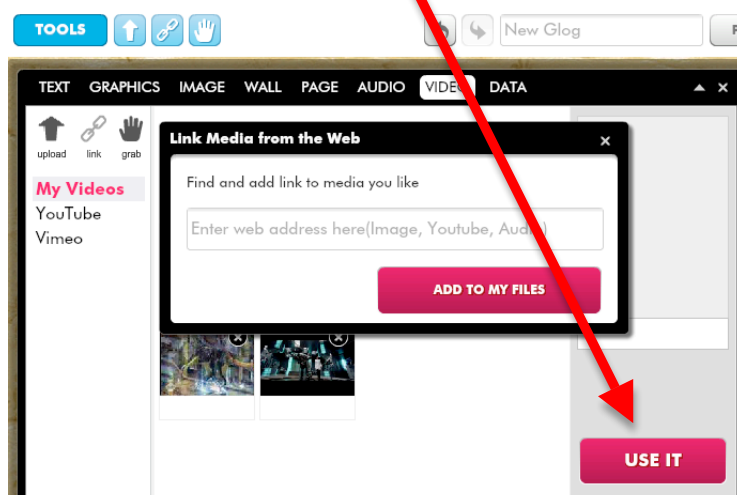 TOOLS
New Glog
TEXT GRAPHICS IMAGE WALL PAGE AUDIO VIDEO DATA
upload link grab
Link Media from the Web
Find and add link to media you like
Enter web address here(Image, Youtube, Audio)
ADD TO MY FILES
My Videos
YouTube
Vimeo
USE IT